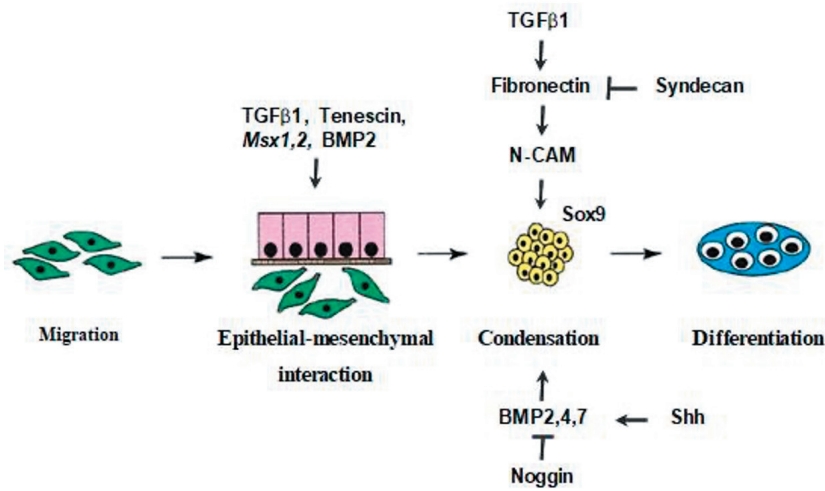 TGFβ1
Fibronectin
Syndecan
TGFβ1, Tenescin,
Msx1,2, BMP2
N-CAM
Sox9
Migration
Epithelial-mesenchymal
interaction
Condensation
Differentiation
BMP2,4,7
Shh
Noggin